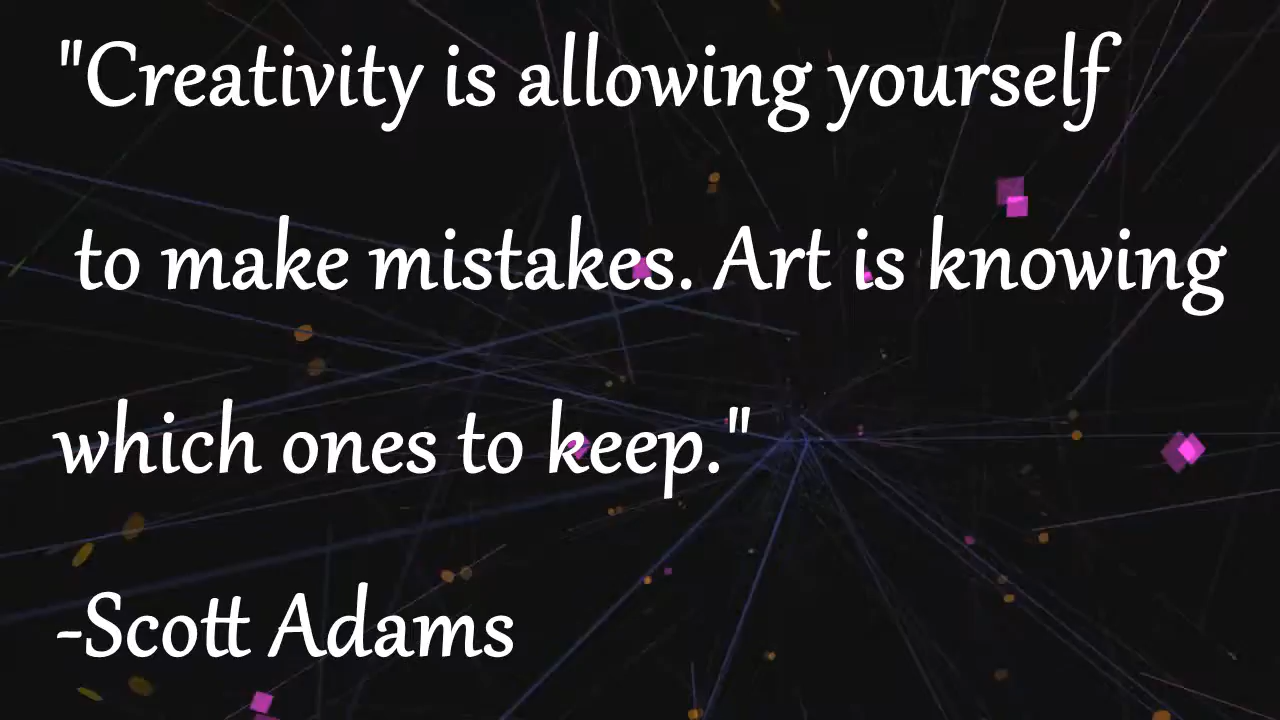 "Creativity is allowing yourself
to make mistakes. Art is knowing
which ones to keep."
-Scott Adams